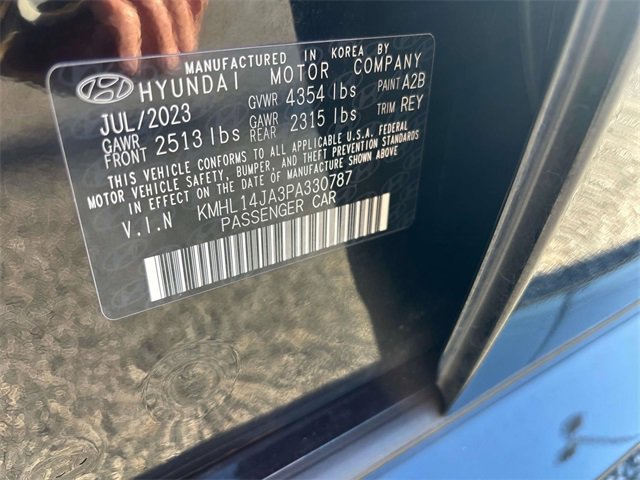 MANUFACTURED IN KOREA BY
HYUNDAI MOTOR COMPANY
JUL/2023 GVWR 4354 lbs PAINT A2B
GAWR FRONT 2513 lbs GAWR REAR 2315 lbs TRIM REY
THIS VEHICLE CONFORMS TO ALL APPLICABLE U.S.A. FEDERAL
MOTOR VEHICLE SAFETY, BUMPER, AND THEFT PREVENTION STANDARDS
IN EFFECT ON THE DATE OF MANUFACTURE SHOWN ABOVE
V.I.N KMHL14JA3PA330787
PASSENGER CAR